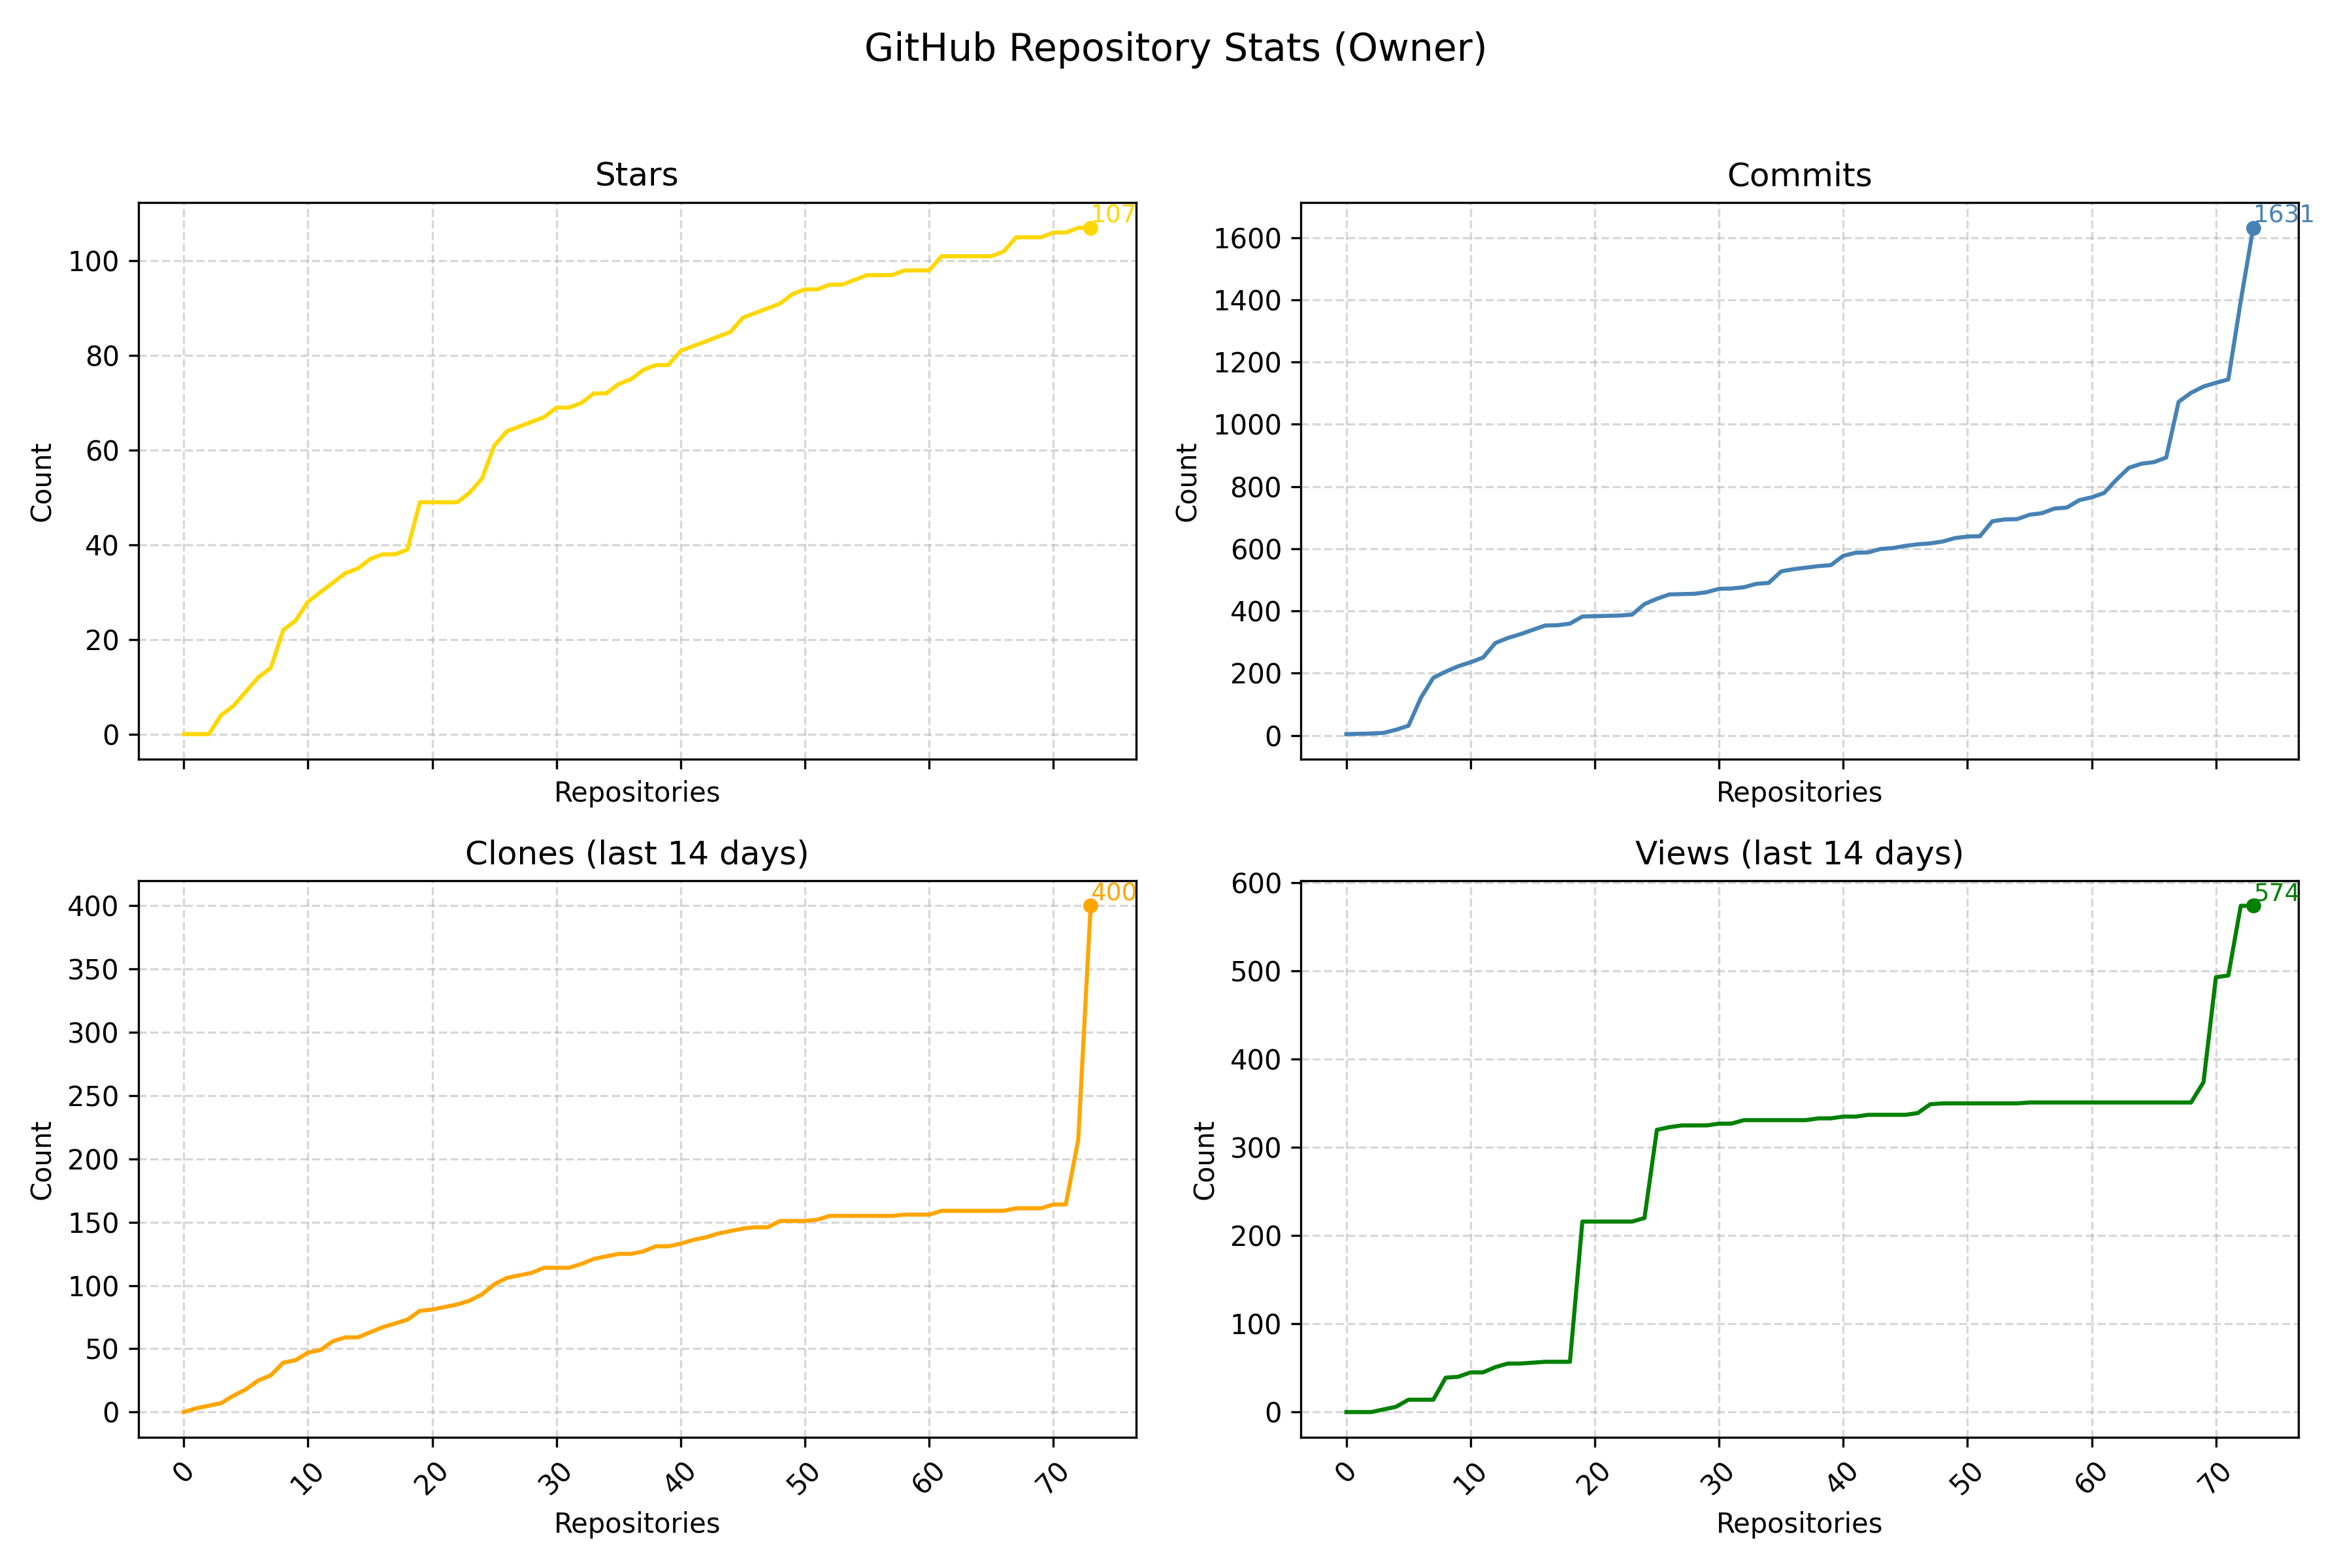 GitHub Repository Stats (Owner)
Stars
107
100
80
60
40
20
0
Count
Repositories
Commits
1631
1600
1400
1200
1000
800
600
400
200
0
Count
Repositories
Clones (last 14 days)
400
400
350
300
250
200
150
100
50
0
Count
0 10 20 30 40 50 60 70
Repositories
Views (last 14 days)
574
600
500
400
300
200
100
0
Count
0 10 20 30 40 50 60 70
Repositories